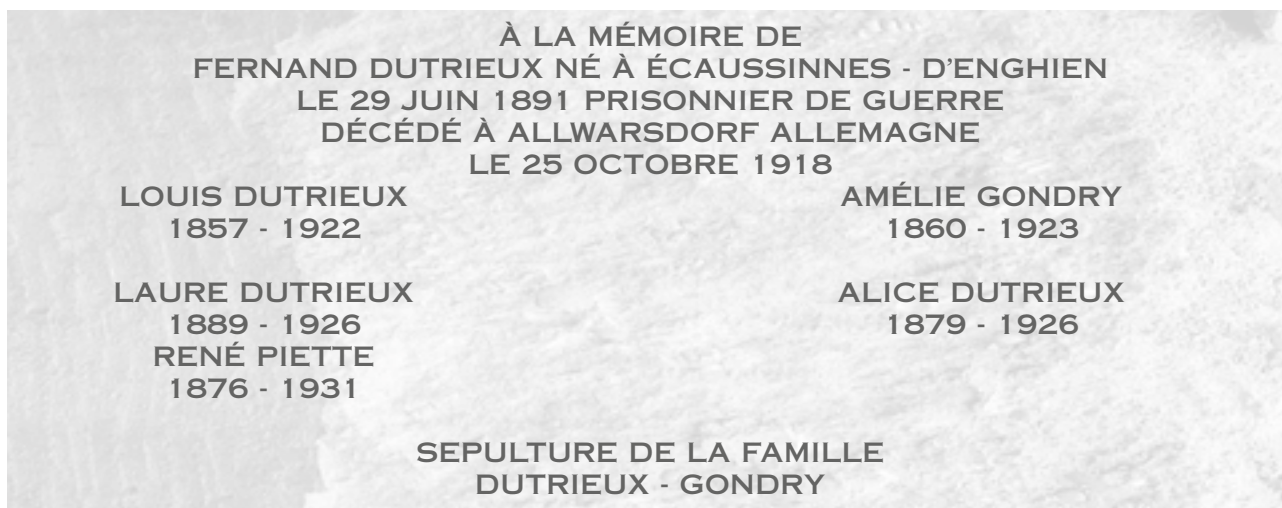 À LA MÉMOIRE DE
FERNAND DUTRIEUX NÉ À ÉCAUSSINNES - D'ENGHIEN
LE 29 JUIN 1891 PRISONNIER DE GUERRE
DÉCÉDÉ À ALLWARSDORF ALLEMAGNE
LE 25 OCTOBRE 1918
LOUIS DUTRIEUX
1857 - 1922
AMÉLIE GONDRY
1860 - 1923
LAURE DUTRIEUX
1889 - 1926
RENÉ PIETTE
1876 - 1931
ALICE DUTRIEUX
1879 - 1926
SEPULTURE DE LA FAMILLE
DUTRIEUX - GONDRY